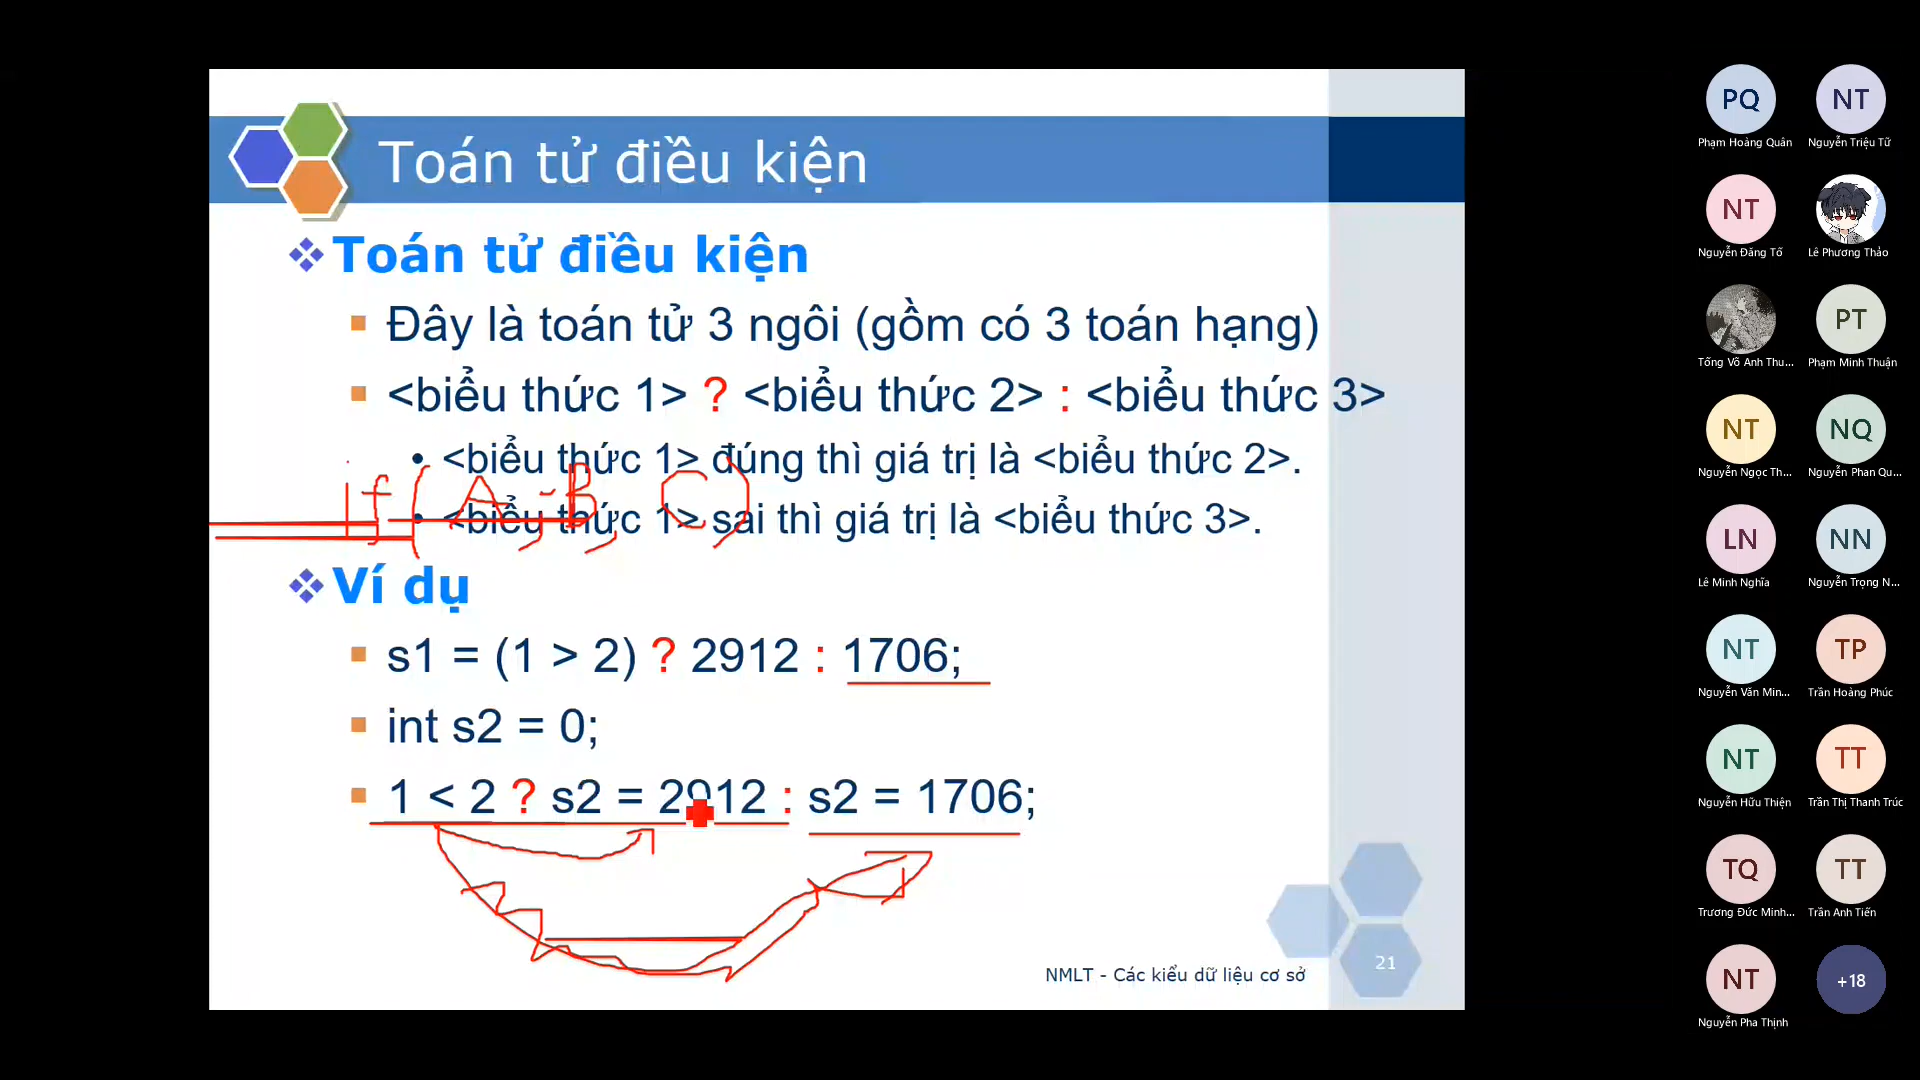 Toán tử điều kiện
Toán tử điều kiện
Đây là toán tử 3 ngôi (gồm có 3 toán hạng)
<biểu thức 1> ? <biểu thức 2> : <biểu thức 3>
• <biểu thức 1> đúng thì giá trị là <biểu thức 2>.
if (A, B, C)
• <biểu thức 1> sai thì giá trị là <biểu thức 3>.
Ví dụ
s1 = (1 > 2) ? 2912 : 1706;
int s2 = 0;
1 < 2 ? s2 = 2912 : s2 = 1706;
NMLT - Các kiểu dữ liệu cơ sở
21
PQ NT
Phạm Hoàng Quân Nguyễn Triệu Tử
NT
Nguyễn Đăng Tố Lê Phương Thảo
PT
Tống Võ Anh Thu... Phạm Minh Thuận
NT NQ
Nguyễn Ngọc Th... Nguyễn Phan Qu...
LN NN
Lê Minh Nghĩa Nguyễn Trọng N...
NT TP
Nguyễn Văn Min... Trần Hoàng Phúc
NT TT
Nguyễn Hữu Thiện Trần Thị Thanh Trúc
TQ TT
Trương Đức Minh... Trần Anh Tiến
NT +18
Nguyễn Pha Thịnh